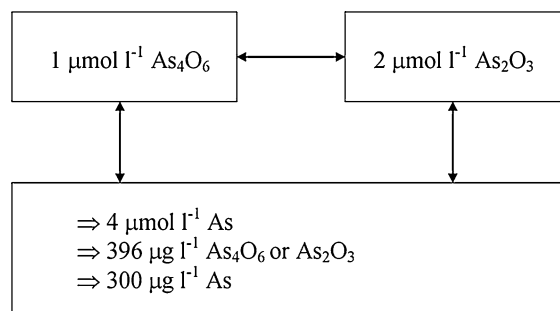 1 µmol l⁻¹ As₄O₆
2 µmol l⁻¹ As₂O₃
⇒ 4 µmol l⁻¹ As
⇒ 396 µg l⁻¹ As₄O₆ or As₂O₃
⇒ 300 µg l⁻¹ As